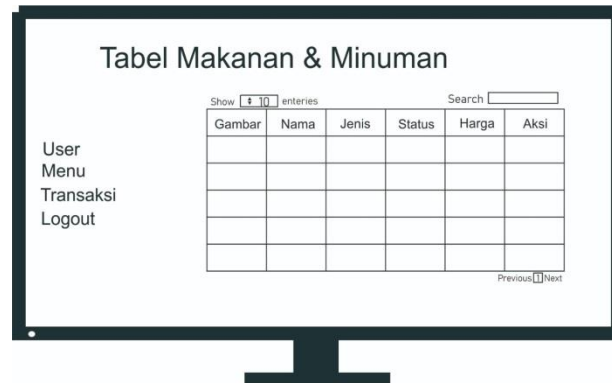 Tabel Makanan & Minuman
Show 10 enteries Search
Gambar Nama Jenis Status Harga Aksi
User
Menu
Transaksi
Logout
Previous 1 Next